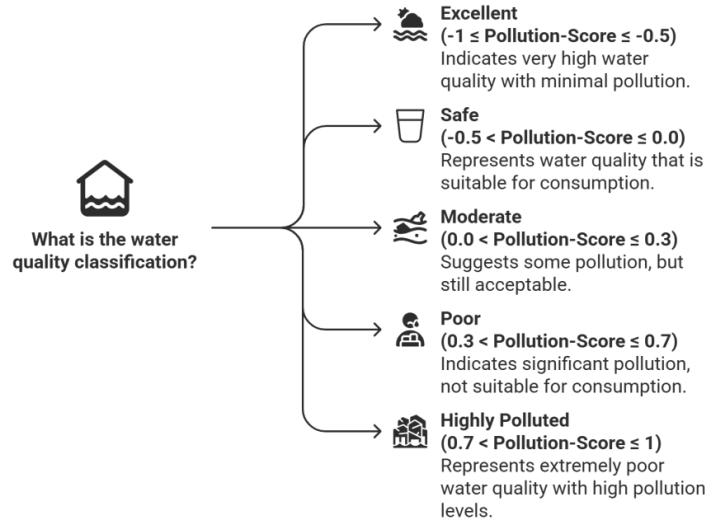 What is the water
quality classification?
Excellent
(-1 ≤ Pollution-Score ≤ -0.5)
Indicates very high water
quality with minimal pollution.
Safe
(-0.5 < Pollution-Score ≤ 0.0)
Represents water quality that is
suitable for consumption.
Moderate
(0.0 < Pollution-Score ≤ 0.3)
Suggests some pollution, but
still acceptable.
Poor
(0.3 < Pollution-Score ≤ 0.7)
Indicates significant pollution,
not suitable for consumption.
Highly Polluted
(0.7 < Pollution-Score ≤ 1)
Represents extremely poor
water quality with high pollution
levels.